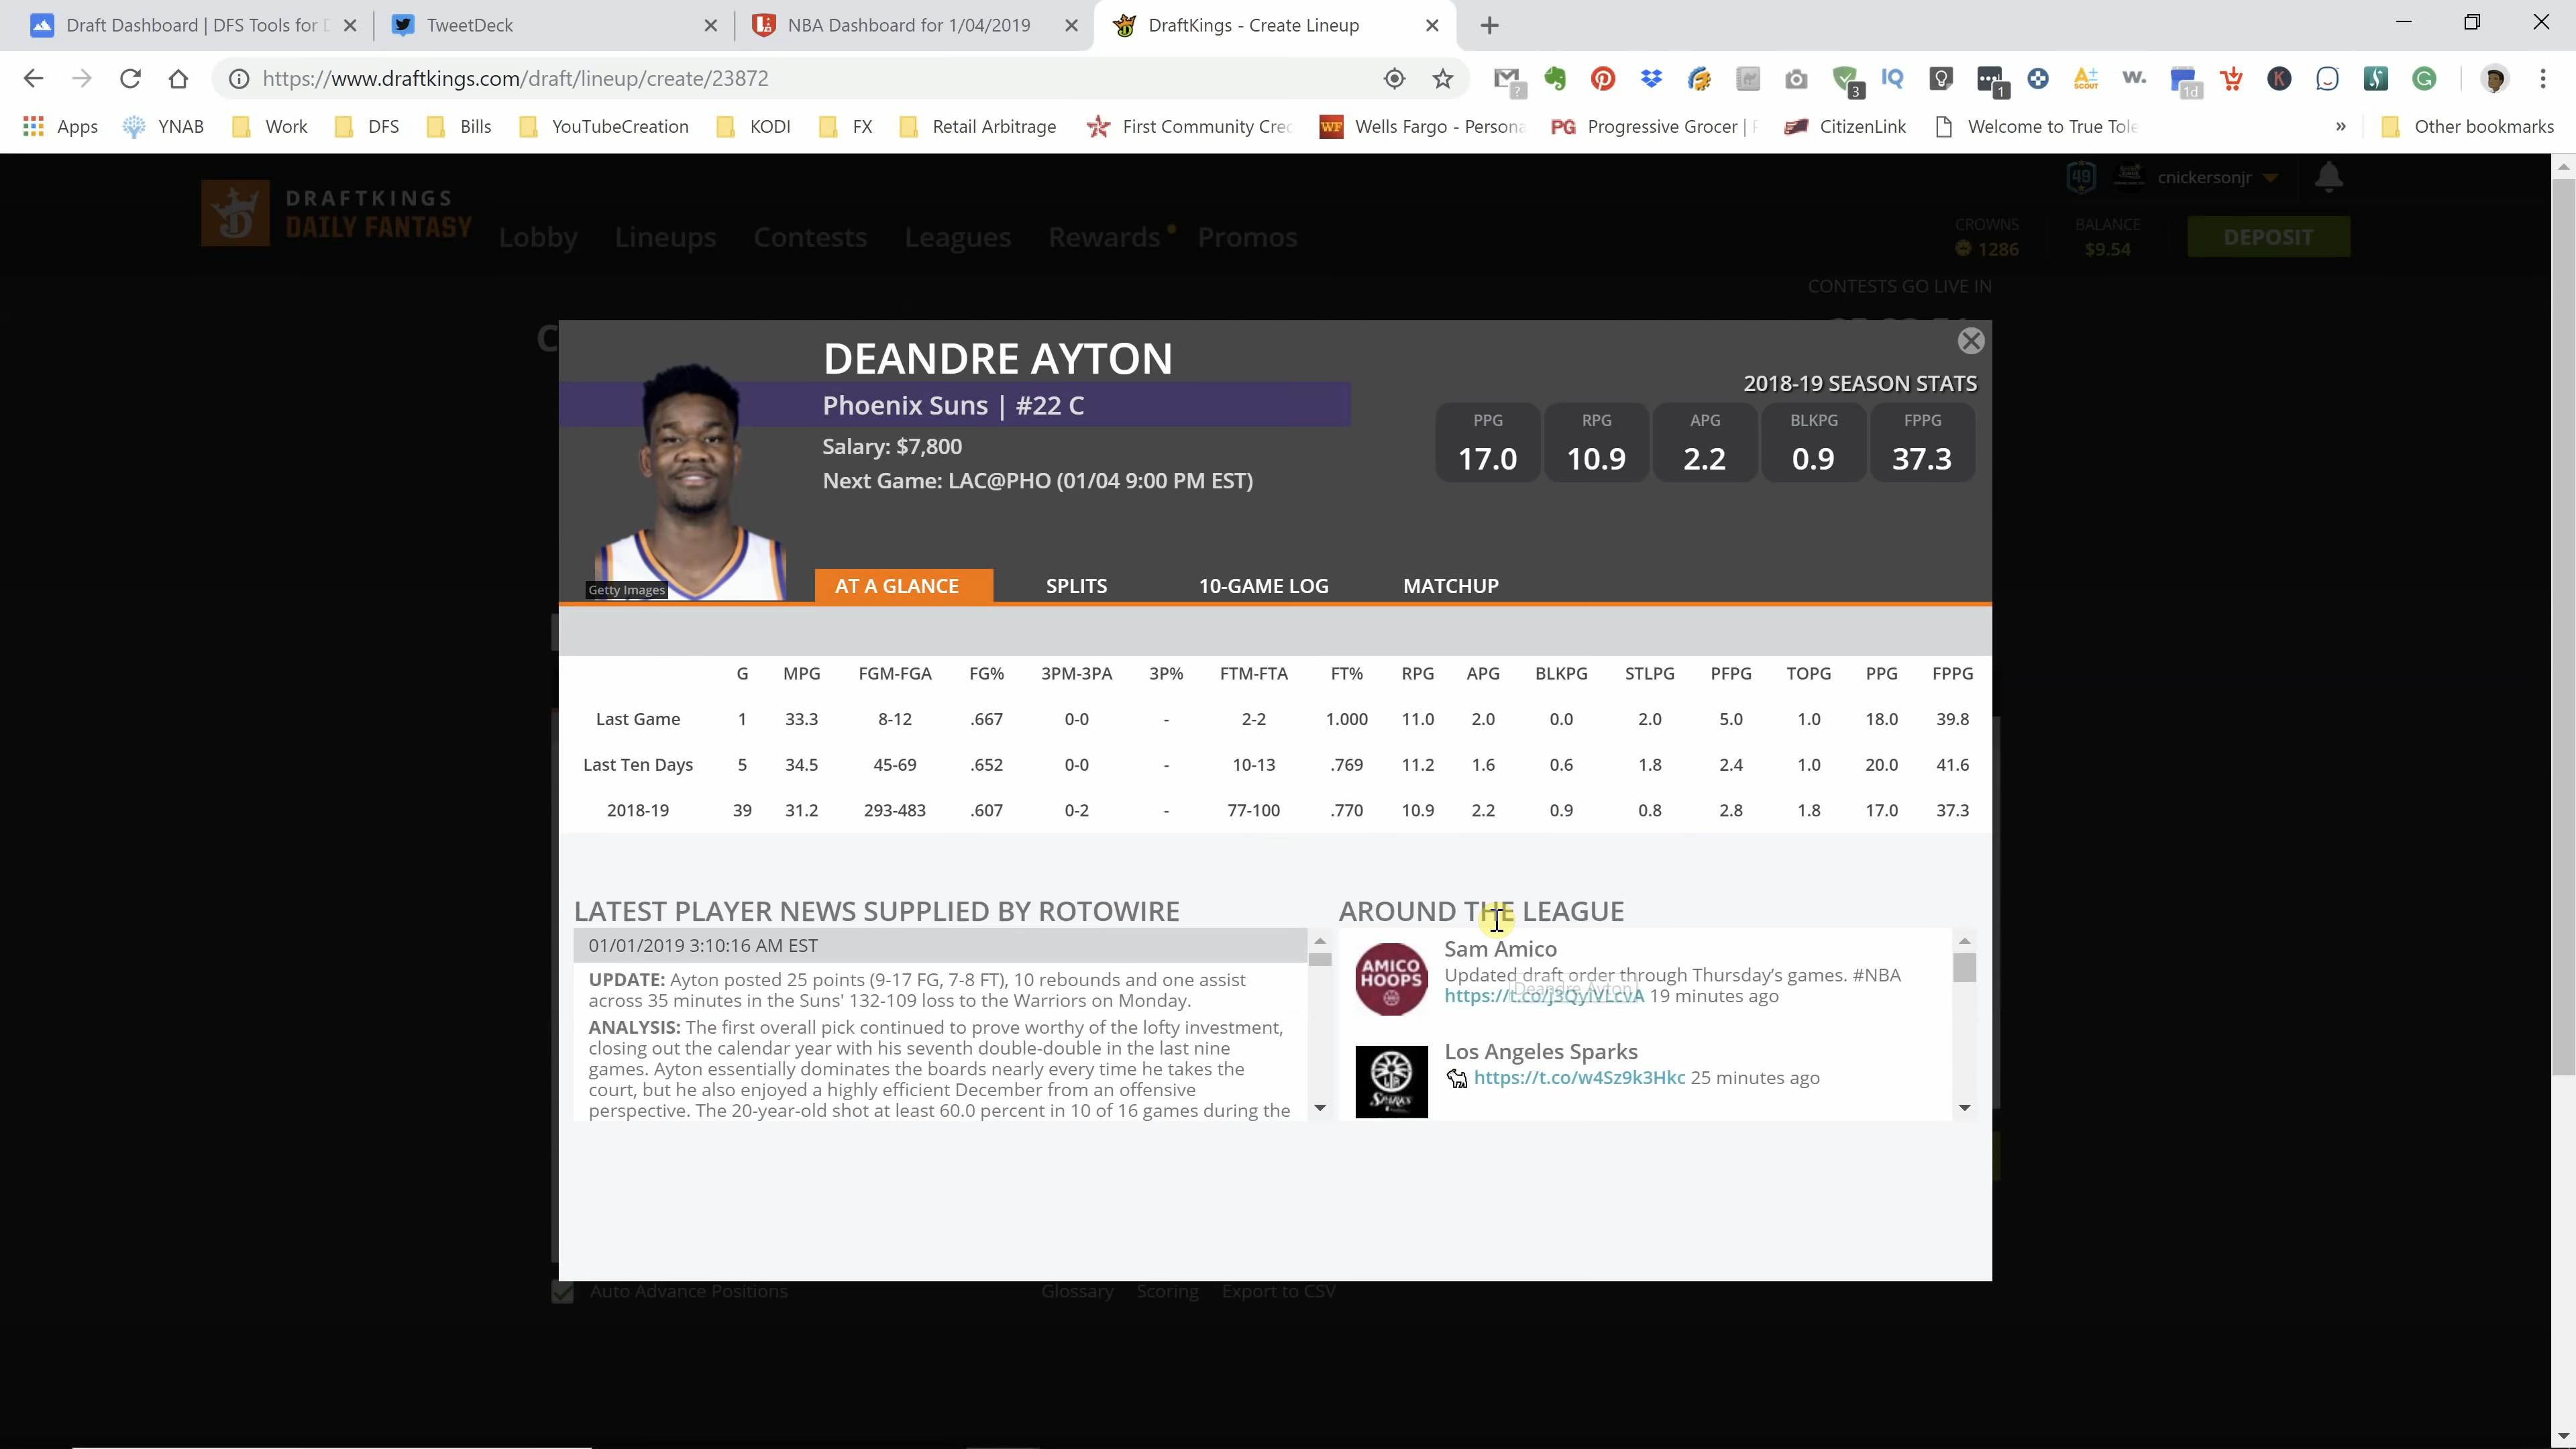 Draft Dashboard | DFS Tools for D
TweetDeck
NBA Dashboard for 1/04/2019
DraftKings - Create Lineup
https://www.draftkings.com/draft/lineup/create/23872
Apps YNAB Work DFS Bills YouTubeCreation KODI FX Retail Arbitrage First Community Cre WF Wells Fargo - Persona PG Progressive Grocer | CitizenLink Welcome to True Tole » Other bookmarks
49 cnickersonjr
DRAFTKINGS
DAILY FANTASY
Lobby Lineups Contests Leagues Rewards Promos
CROWNS
1286
BALANCE
$9.54
DEPOSIT
CONTESTS GO LIVE IN
DEANDRE AYTON
Phoenix Suns | #22 C
Salary: $7,800
Next Game: LAC@PHO (01/04 9:00 PM EST)
2018-19 SEASON STATS
PPG RPG APG BLKPG FPPG
17.0 10.9 2.2 0.9 37.3
Getty Images
AT A GLANCE SPLITS 10-GAME LOG MATCHUP
G MPG FGM-FGA FG% 3PM-3PA 3P% FTM-FTA FT% RPG APG BLKPG STLPG PFPG TOPG PPG FPPG
Last Game 1 33.3 8-12 .667 0-0 - 2-2 1.000 11.0 2.0 0.0 2.0 5.0 1.0 18.0 39.8
Last Ten Days 5 34.5 45-69 .652 0-0 - 10-13 .769 11.2 1.6 0.6 1.8 2.4 1.0 20.0 41.6
2018-19 39 31.2 293-483 .607 0-2 - 77-100 .770 10.9 2.2 0.9 0.8 2.8 1.8 17.0 37.3
LATEST PLAYER NEWS SUPPLIED BY ROTOWIRE
01/01/2019 3:10:16 AM EST
UPDATE: Ayton posted 25 points (9-17 FG, 7-8 FT), 10 rebounds and one assist
across 35 minutes in the Suns' 132-109 loss to the Warriors on Monday.
ANALYSIS: The first overall pick continued to prove worthy of the lofty investment,
closing out the calendar year with his seventh double-double in the last nine
games. Ayton essentially dominates the boards nearly every time he takes the
court, but he also enjoyed a highly efficient December from an offensive
perspective. The 20-year-old shot at least 60.0 percent in 10 of 16 games during the
AROUND THE LEAGUE
AMICO
HOOPS
Sam Amico
Updated draft order through Thursday's games. #NBA
Deandre Ayton
19 minutes ago
SPARKS
Los Angeles Sparks
https://t.co/w4Sz9k3Hkc 25 minutes ago
Auto Advance Positions
Glossary Scoring Export to CSV